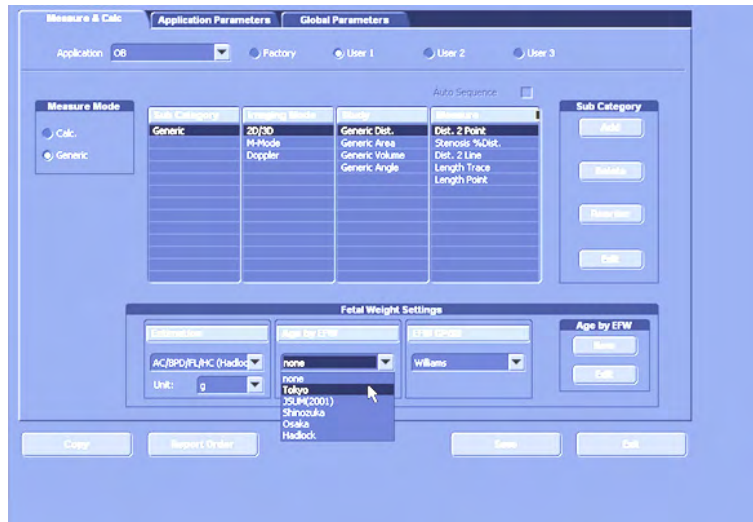 Measure & Calc Application Parameters Global Parameters
Application OB Factory User 1 User 2 User 3
Auto Sequence
Measure Mode
Calc.
Generic
Sub Category Imaging Mode Study Measure
Generic 2D/3D Generic Dist. Dist. 2 Point
M-Mode Generic Area Stenosis %Dist.
Doppler Generic Volume Dist. 2 Line
Generic Angle Length Trace
Length Point
Sub Category
Add
Delete
Reorder
Edit
Fetal Weight Settings
Estimation Age by EFW EFW GP/SD
AC/BPD/FL/HC (Hadloc none Williams
Unit: g
none
Tokyo
JSUM(2001)
Shinozuka
Osaka
Hadlock
Age by EFW
New
Edit
Copy Report Order Save Exit